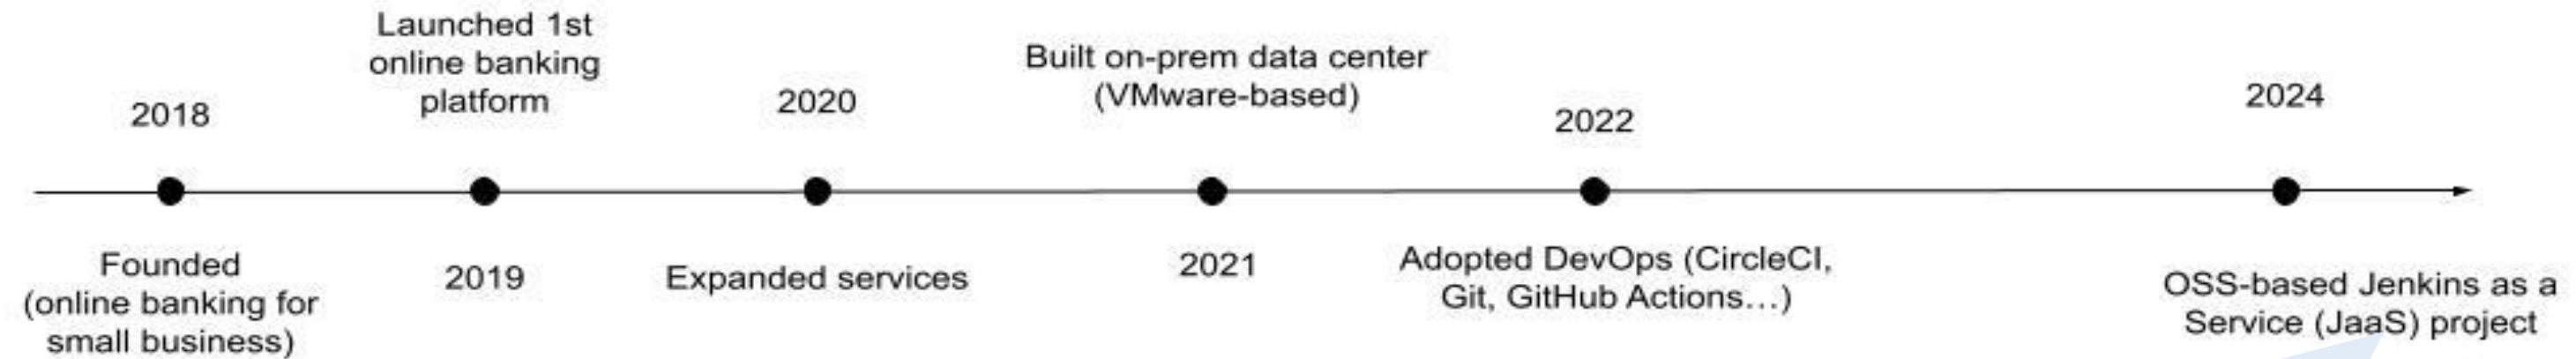 2018
Founded
(online banking for
small business)
Launched 1st
online banking
platform
2019
2020
Expanded services
Built on-prem data center
(VMware-based)
2021
2022
Adopted DevOps (CircleCI,
Git, GitHub Actions...)
2024
OSS-based Jenkins as a
Service (JaaS) project